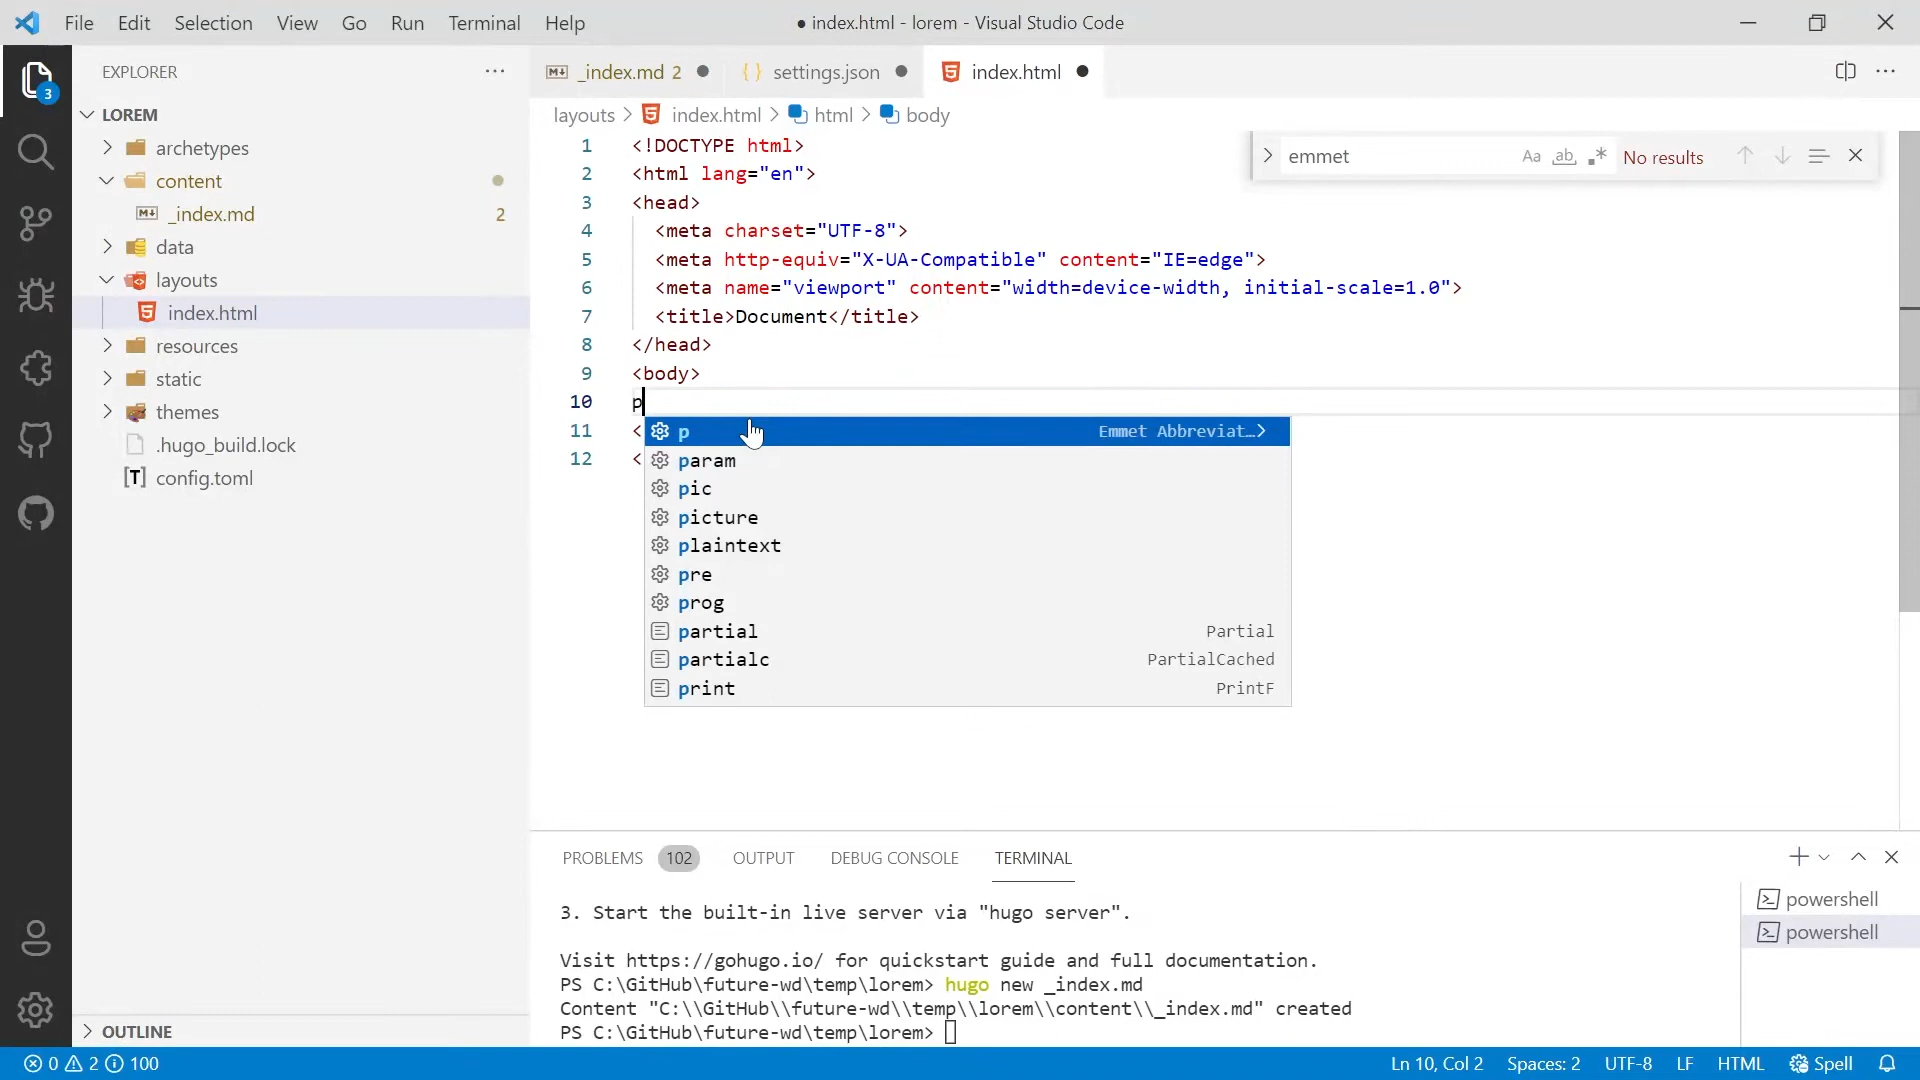 File Edit Selection View Go Run Terminal Help
● index.html - lorem - Visual Studio Code
3
EXPLORER
LOREM
archetypes
content
_index.md 2
data
layouts
index.html
resources
static
themes
.hugo_build.lock
[T] config.toml
OUTLINE
_index.md 2 ●
{} settings.json ●
index.html ●
layouts > index.html > html > body
emmet Aa ab .* No results
1 <!DOCTYPE html>
2 <html lang="en">
3 <head>
4 <meta charset="UTF-8">
5 <meta http-equiv="X-UA-Compatible" content="IE=edge">
6 <meta name="viewport" content="width=device-width, initial-scale=1.0">
7 <title>Document</title>
8 </head>
9 <body>
10 p
11 <
12 <
p Emmet Abbreviat…>
param
pic
picture
plaintext
pre
prog
partial Partial
partialc PartialCached
print PrintF
PROBLEMS 102 OUTPUT DEBUG CONSOLE TERMINAL
3. Start the built-in live server via "hugo server".
Visit https://gohugo.io/ for quickstart guide and full documentation.
PS C:\GitHub\future-wd\temp\lorem> hugo new _index.md
Content "C:\\GitHub\\future-wd\\temp\\lorem\\content\\_index.md" created
PS C:\GitHub\future-wd\temp\lorem>
powershell
powershell
0 2 100
Ln 10, Col 2 Spaces: 2 UTF-8 LF HTML Spell